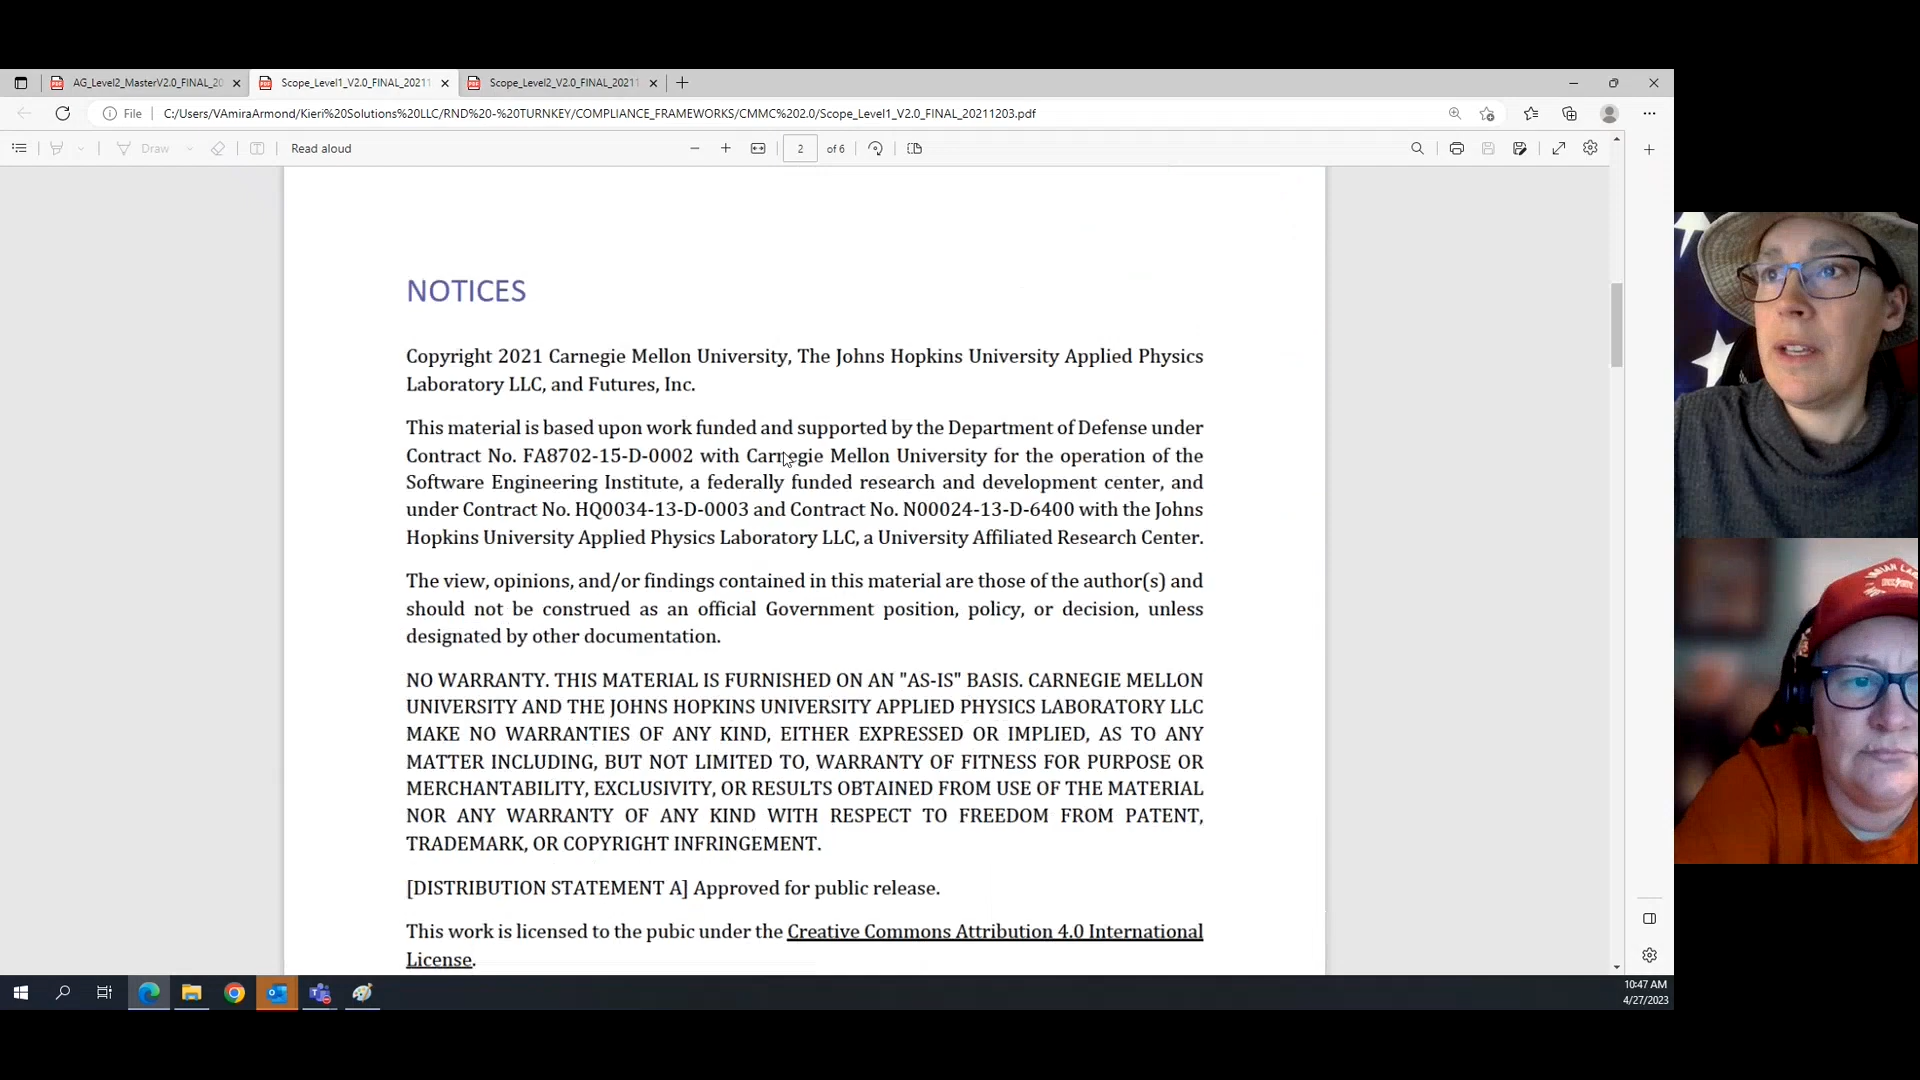 AG_Level2_MasterV2.0_FINAL_20
Scope_Level1_V2.0_FINAL_20211
Scope_Level2_V2.0_FINAL_20211
File
C:/Users/VAmiraArmond/Kieri%20Solutions%20LLC/RND%20-%20TURNKEY/COMPLIANCE_FRAMEWORKS/CMMC%202.0/Scope_Level1_V2.0_FINAL_20211203.pdf
Draw
Read aloud
2
of 6
NOTICES
Copyright 2021 Carnegie Mellon University, The Johns Hopkins University Applied Physics
Laboratory LLC, and Futures, Inc.
This material is based upon work funded and supported by the Department of Defense under
Contract No. FA8702-15-D-0002 with Carnegie Mellon University for the operation of the
Software Engineering Institute, a federally funded research and development center, and
under Contract No. HQ0034-13-D-0003 and Contract No. N00024-13-D-6400 with the Johns
Hopkins University Applied Physics Laboratory LLC, a University Affiliated Research Center.
The view, opinions, and/or findings contained in this material are those of the author(s) and
should not be construed as an official Government position, policy, or decision, unless
designated by other documentation.
NO WARRANTY. THIS MATERIAL IS FURNISHED ON AN "AS-IS" BASIS. CARNEGIE MELLON
UNIVERSITY AND THE JOHNS HOPKINS UNIVERSITY APPLIED PHYSICS LABORATORY LLC
MAKE NO WARRANTIES OF ANY KIND, EITHER EXPRESSED OR IMPLIED, AS TO ANY
MATTER INCLUDING, BUT NOT LIMITED TO, WARRANTY OF FITNESS FOR PURPOSE OR
MERCHANTABILITY, EXCLUSIVITY, OR RESULTS OBTAINED FROM USE OF THE MATERIAL
NOR ANY WARRANTY OF ANY KIND WITH RESPECT TO FREEDOM FROM PATENT,
TRADEMARK, OR COPYRIGHT INFRINGEMENT.
[DISTRIBUTION STATEMENT A] Approved for public release.
This work is licensed to the pubic under the Creative Commons Attribution 4.0 International
License.
10:47 AM
4/27/2023